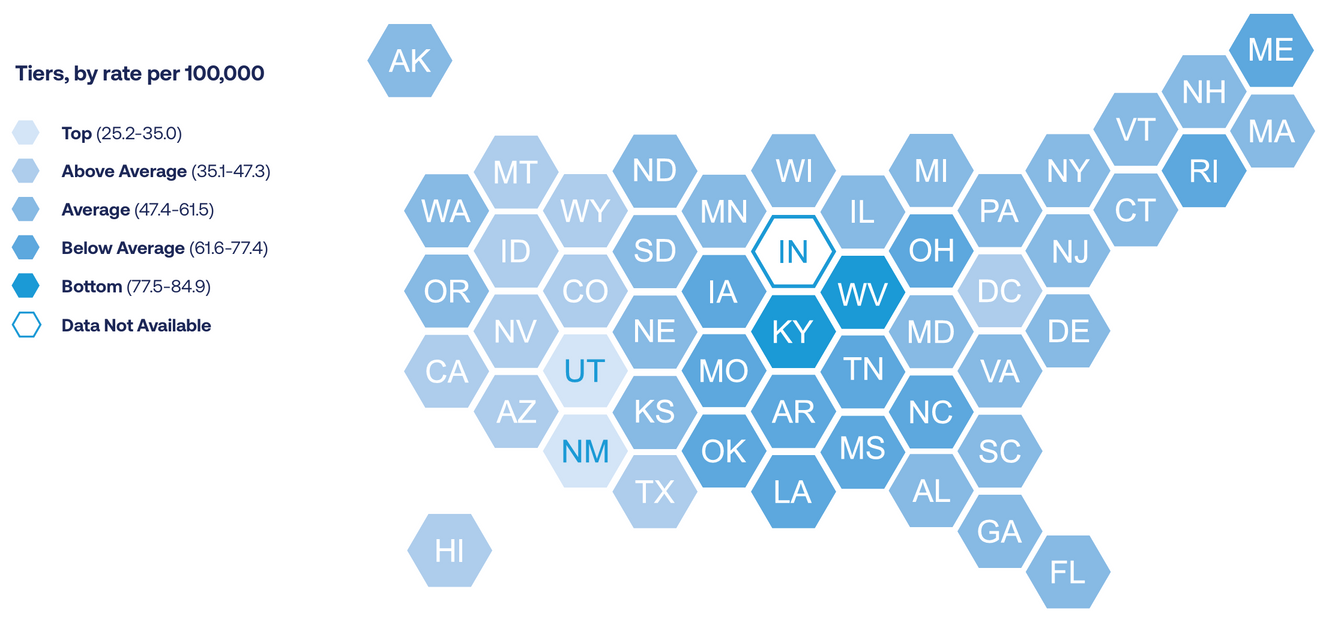 Tiers, by rate per 100,000
Top (25.2-35.0)
Above Average (35.1-47.3)
Average (47.4-61.5)
Below Average (61.6-77.4)
Bottom (77.5-84.9)
Data Not Available
AK
ME
NH
VT
MA
MT
ND
WI
MI
NY
RI
WA
WY
MN
IL
PA
CT
ID
SD
IN
OH
NJ
OR
CO
IA
WV
DC
NV
NE
KY
MD
DE
CA
UT
MO
TN
VA
AZ
KS
AR
NC
NM
OK
MS
SC
TX
LA
AL
GA
HI
FL